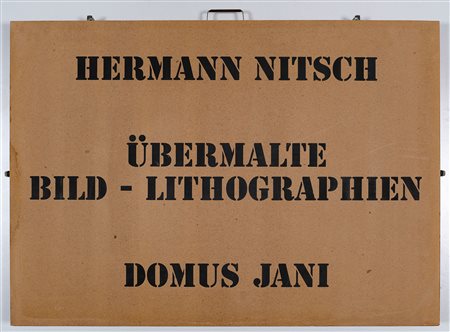 HERMANN NITSCH
ÜBERMALTE
BILD - LITHOGRAPHIEN
DOMUS JANI